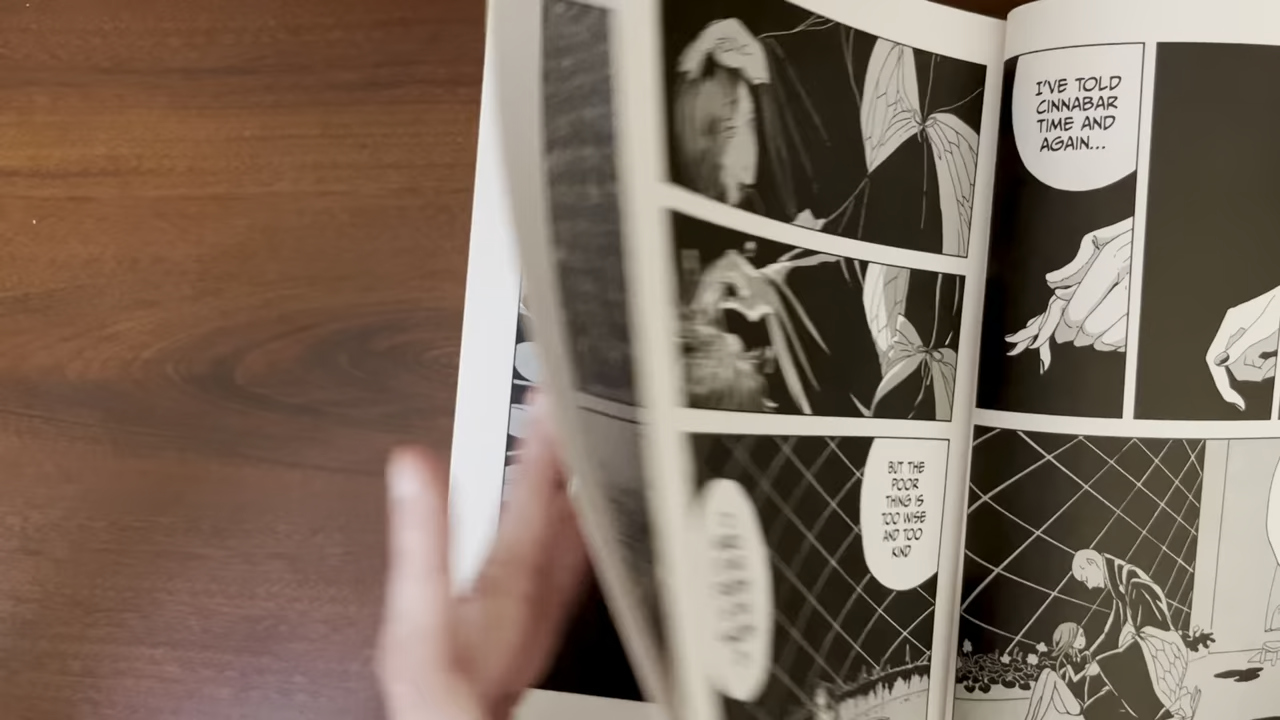 I'VE TOLD
CINNABAR
TIME AND
AGAIN...
BUT THE
POOR
THING IS
TOO WISE
AND TOO
KIND